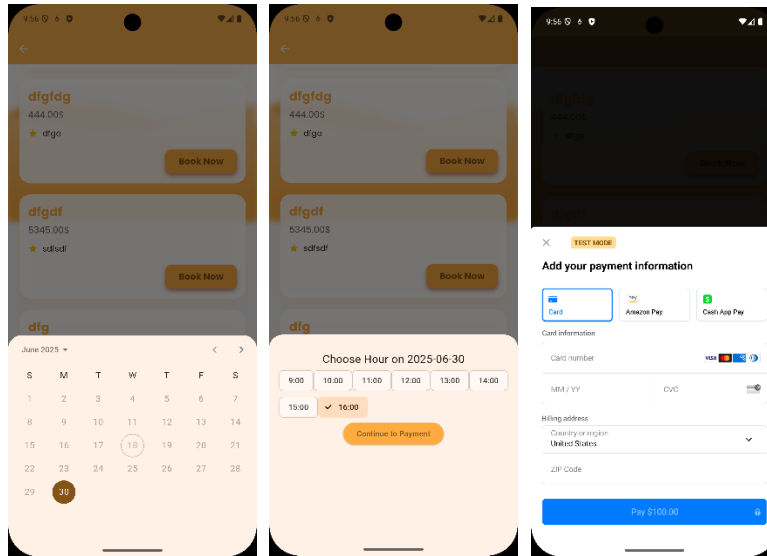 9:56
dfgfdg
444.00$
dfgo
Book Now
dfgdf
5345.00$
sdfsdf
Book Now
dfg
June 2025
S M T W T F S
1 2 3 4 5 6 7
8 9 10 11 12 13 14
15 16 17 18 19 20 21
22 23 24 25 26 27 28
29 30
9:56
dfgfdg
444.00$
dfgo
Book Now
dfgdf
5345.00$
sdfsdf
Book Now
dfg
Choose Hour on 2025-06-30
9:00 10:00 11:00 12:00 13:00 14:00
15:00 16:00
Continue to Payment
9:56
dfgfdg
444.00$
dfgo
Book Now
TEST MODE
Add your payment information
Card
Amazon Pay
Cash App Pay
Card information
Card number
VISA
MM / YY
CVC
Billing address
Country or region
United States
ZIP Code
Pay $100.00